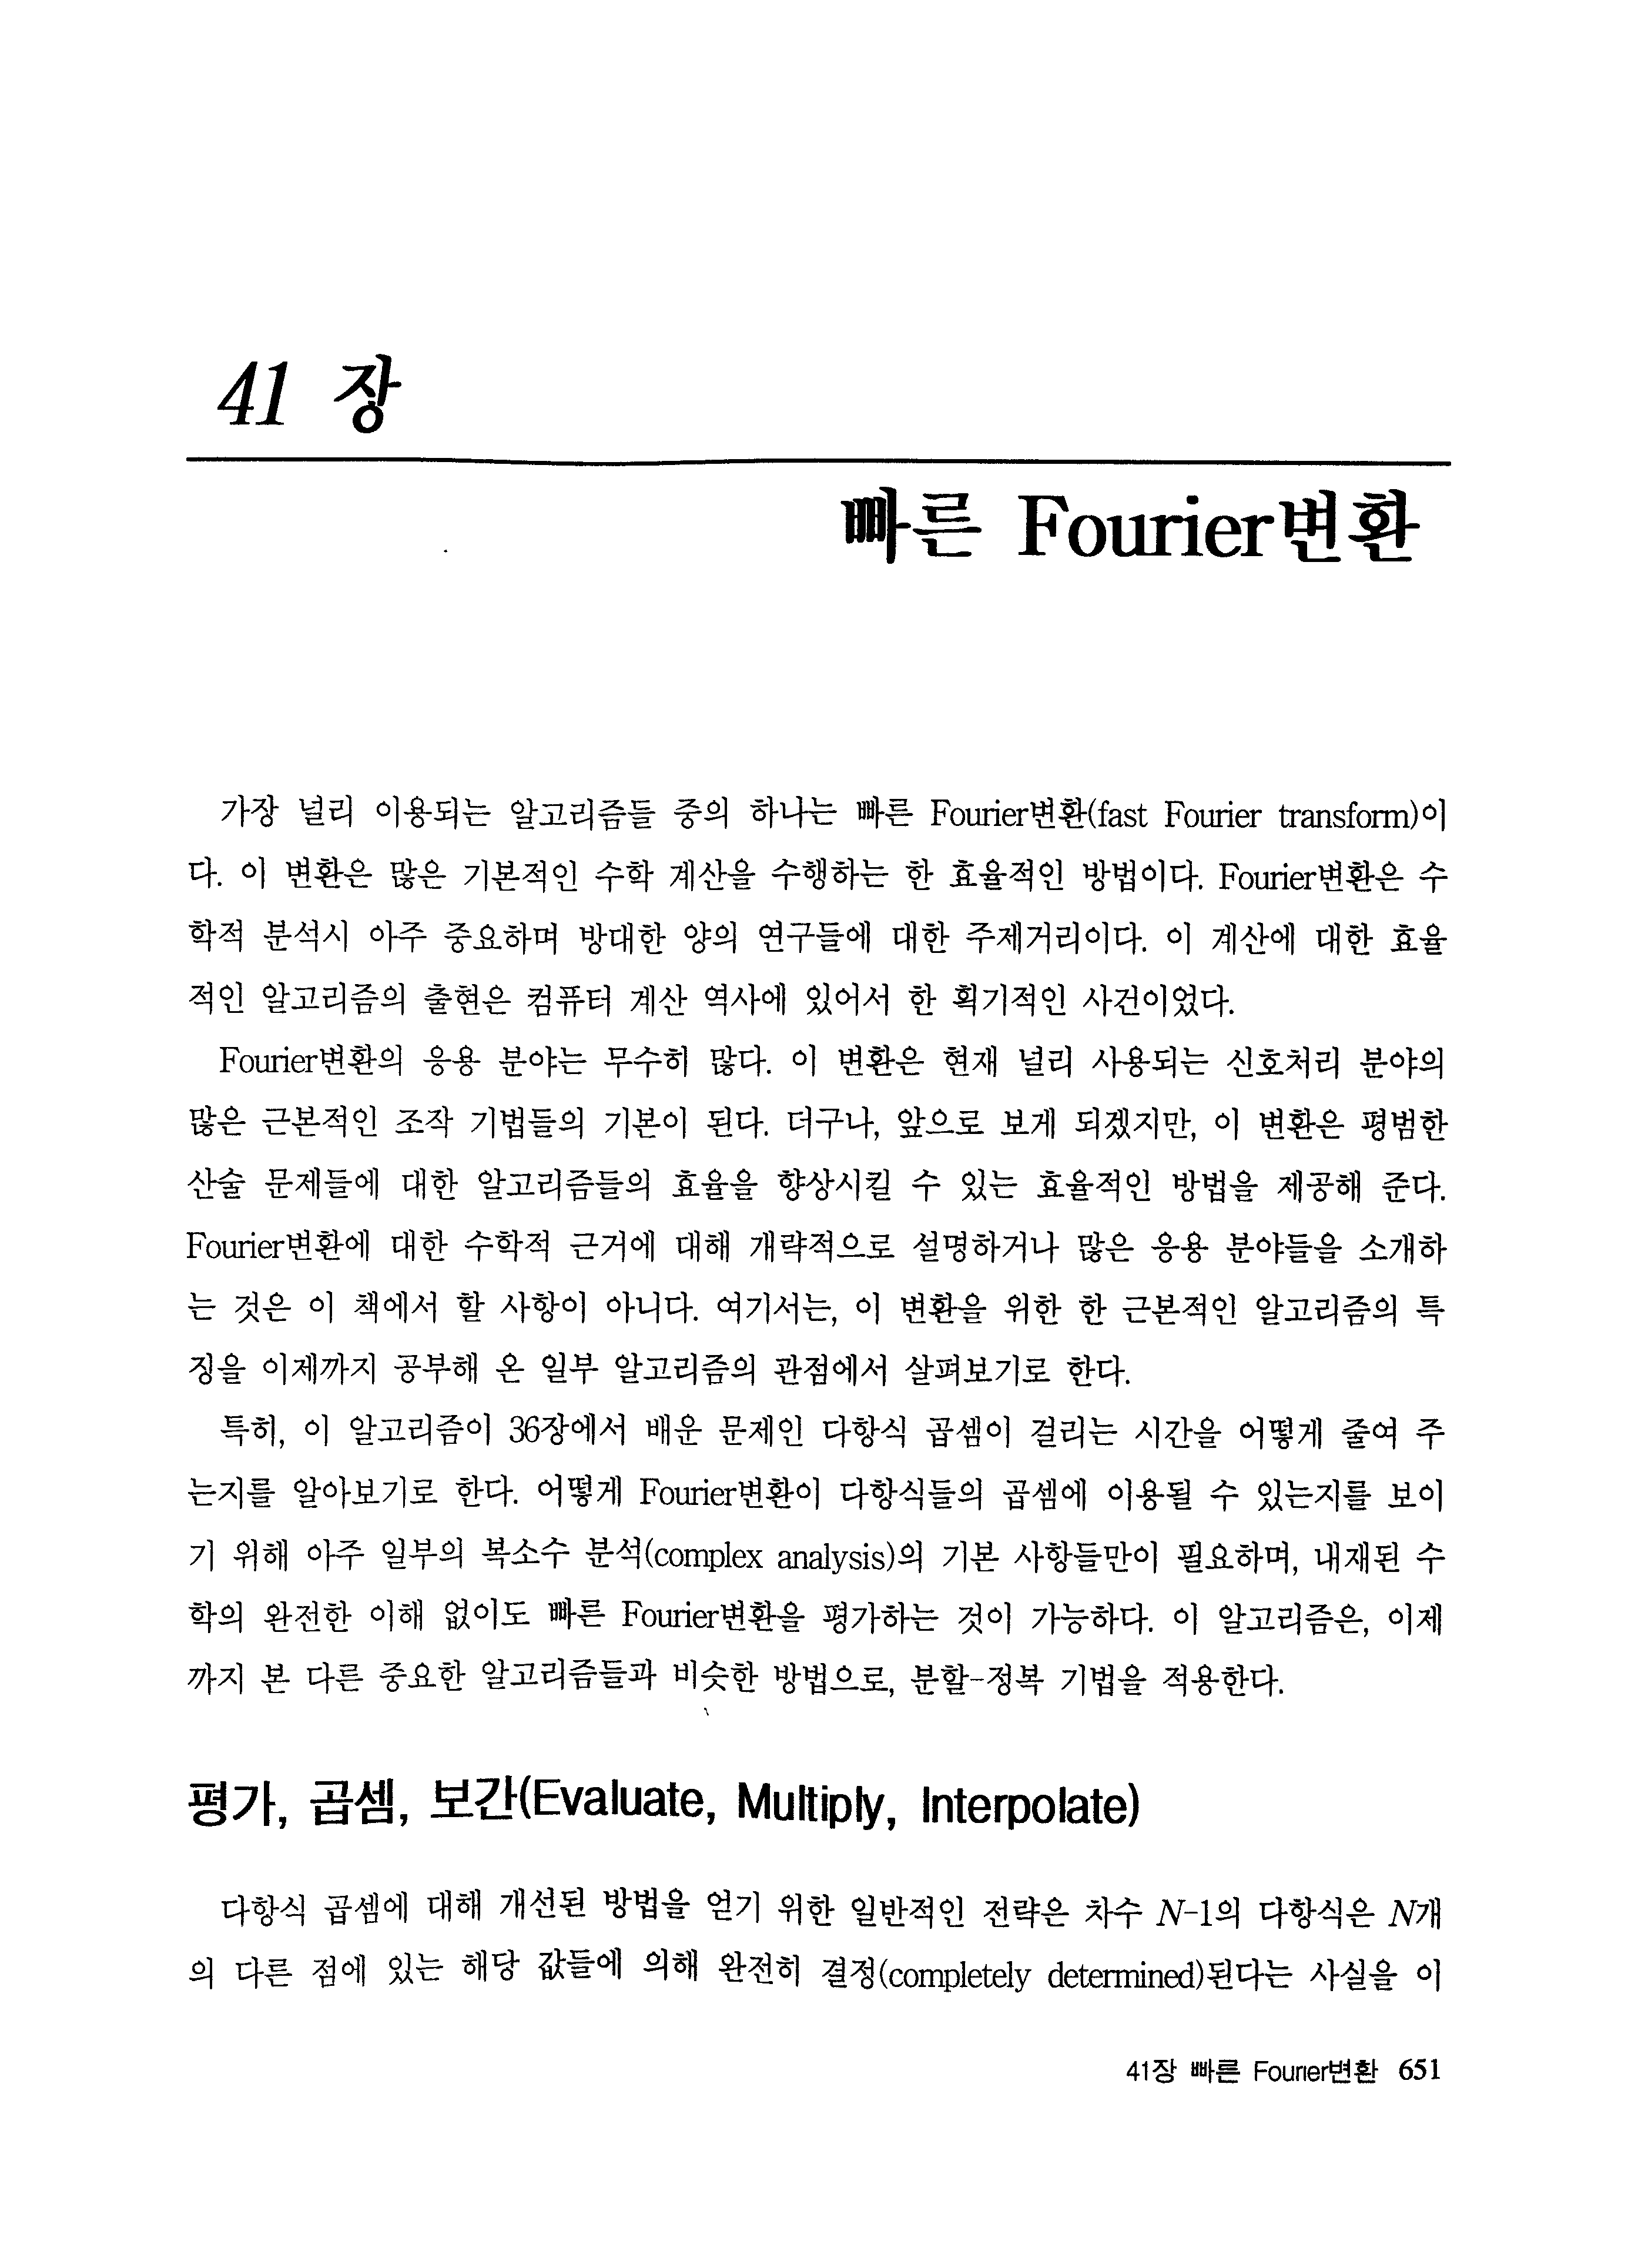 41 장
빠른 Fourier변환
가장 널리 이용되는 알고리즘들 중의 하나는 빠른 Fourier변환(fast Fourier transform)이
다. 이 변환은 많은 기본적인 수학 계산을 수행하는 한 효율적인 방법이다. Fourier변환은 수
학적 분석시 아주 중요하며 방대한 양의 연구들에 대한 주제거리이다. 이 계산에 대한 효율
적인 알고리즘의 출현은 컴퓨터 계산 역사에 있어서 한 획기적인 사건이었다.
Fourier변환의 응용 분야는 무수히 많다. 이 변환은 현재 널리 사용되는 신호처리 분야의
많은 근본적인 조작 기법들의 기본이 된다. 더구나, 앞으로 보게 되겠지만, 이 변환은 평범한
산술 문제들에 대한 알고리즘들의 효율을 향상시킬 수 있는 효율적인 방법을 제공해 준다.
Fourier변환에 대한 수학적 근거에 대해 개략적으로 설명하거나 많은 응용 분야들을 소개하
는 것은 이 책에서 할 사항이 아니다. 여기서는, 이 변환을 위한 한 근본적인 알고리즘의 특
징을 이제까지 공부해 온 일부 알고리즘의 관점에서 살펴보기로 한다.
특히, 이 알고리즘이 36장에서 배운 문제인 다항식 곱셈이 걸리는 시간을 어떻게 줄여 주
는지를 알아보기로 한다. 어떻게 Fourier변환이 다항식들의 곱셈에 이용될 수 있는지를 보이
기 위해 아주 일부의 복소수 분석(complex analysis)의 기본 사항들만이 필요하며, 내재된 수
학의 완전한 이해 없이도 빠른 Fourier변환을 평가하는 것이 가능하다. 이 알고리즘은, 이제
까지 본 다른 중요한 알고리즘들과 비슷한 방법으로, 분할-정복 기법을 적용한다.
평가, 곱셈, 보간(Evaluate, Multiply, Interpolate)
다항식 곱셈에 대해 개선된 방법을 얻기 위한 일반적인 전략은 차수 N-1의 다항식은 N개
의 다른 점에 있는 해당 값들에 의해 완전히 결정(completely determined)된다는 사실을 이
41장 빠른 Fourier변환 651